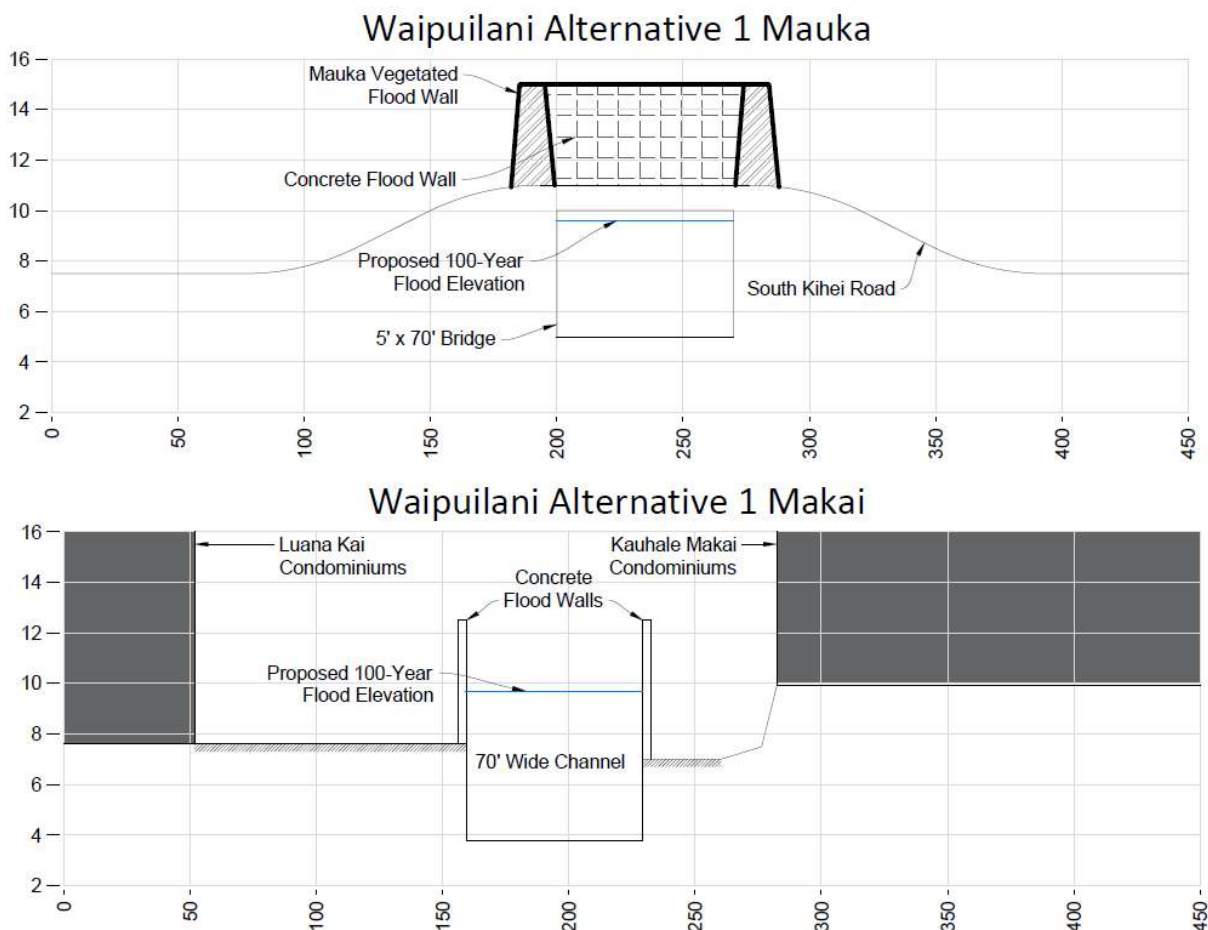 Waipuilani Alternative 1 Mauka
16
14
12
10
8
6
4
2
Mauka Vegetated
Flood Wall
Concrete Flood Wall
Proposed 100-Year
Flood Elevation
South Kihei Road
5' x 70' Bridge
0
50
100
150
200
250
300
350
400
450
Waipuilani Alternative 1 Makai
16
14
12
10
8
6
4
2
Luana Kai
Condominiums
Kauhale Makai
Condominiums
Concrete
Flood Walls
Proposed 100-Year
Flood Elevation
70' Wide Channel
0
50
100
150
200
250
300
350
400
450